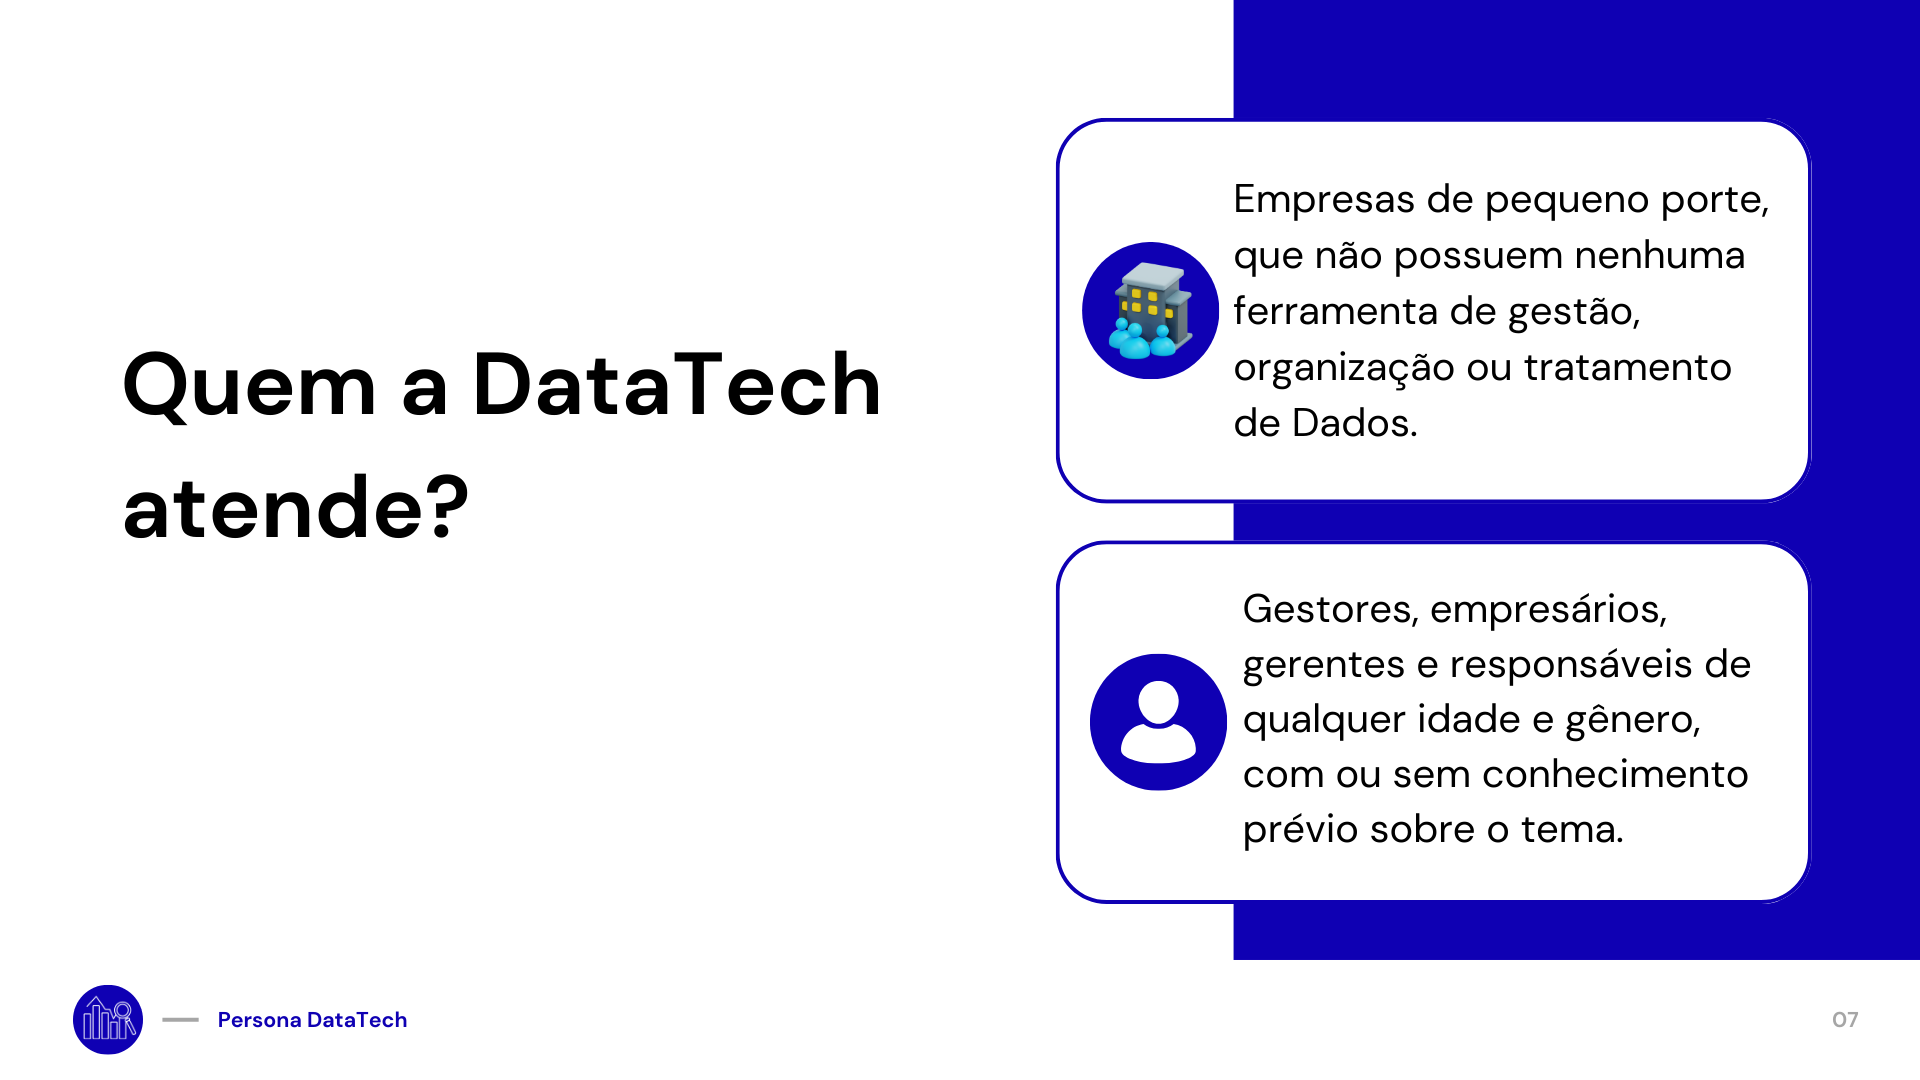 Quem a DataTech
atende?
Empresas de pequeno porte,
que não possuem nenhuma
ferramenta de gestão,
organização ou tratamento
de Dados.
Gestores, empresários,
gerentes e responsáveis de
qualquer idade e gênero,
com ou sem conhecimento
prévio sobre o tema.
Persona DataTech
07